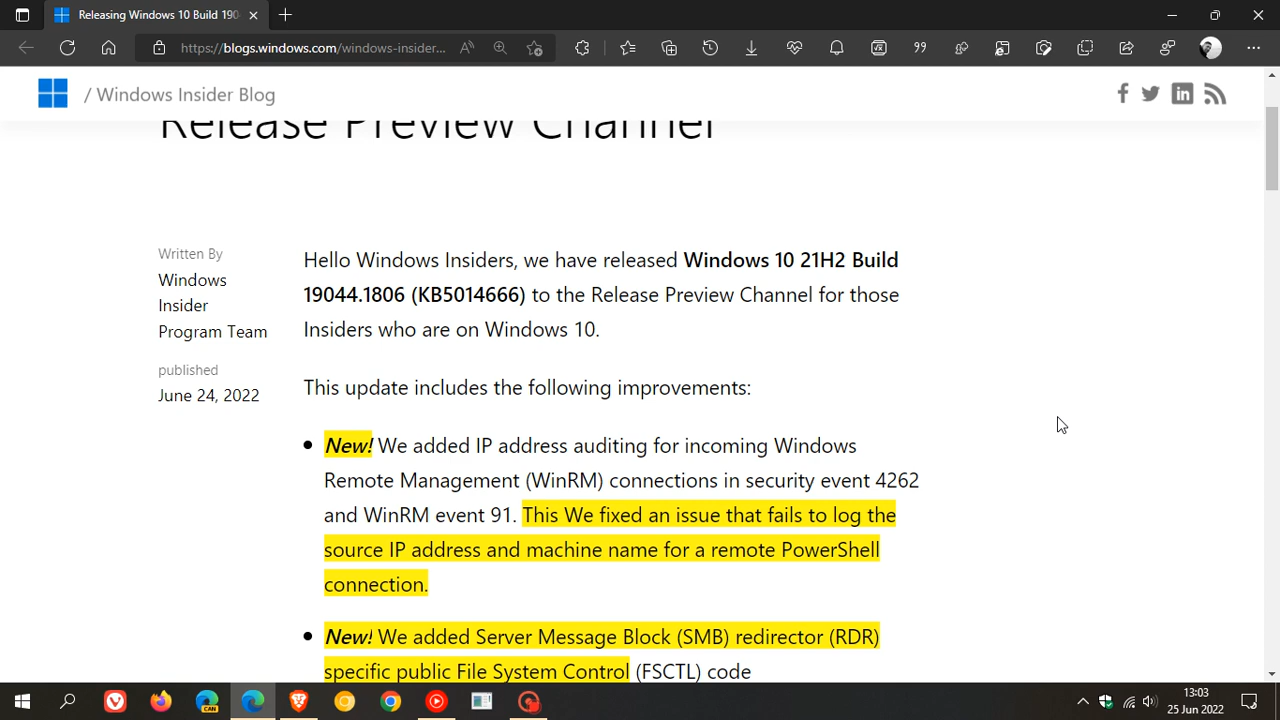 Releasing Windows 10 Build 190
https://blogs.windows.com/windows-insider...
/ Windows Insider Blog
Release Preview Channel
Written By
Windows
Insider
Program Team
published
June 24, 2022
Hello Windows Insiders, we have released Windows 10 21H2 Build
19044.1806 (KB5014666) to the Release Preview Channel for those
Insiders who are on Windows 10.
This update includes the following improvements:
New! We added IP address auditing for incoming Windows
Remote Management (WinRM) connections in security event 4262
and WinRM event 91. This We fixed an issue that fails to log the
source IP address and machine name for a remote PowerShell
connection.
New! We added Server Message Block (SMB) redirector (RDR)
specific public File System Control (FSCTL) code
CAN
13:03
25 Jun 2022